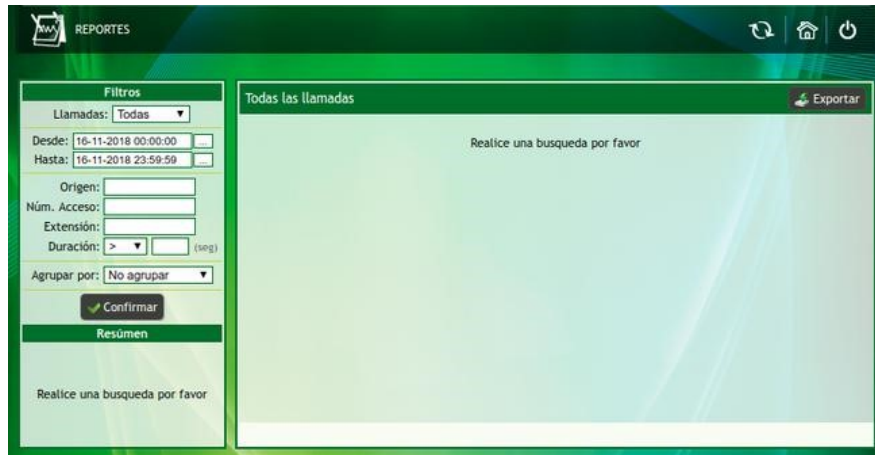 REPORTES
Filtros
Llamadas: Todas
Desde: 16-11-2018 00:00:00 ...
Hasta: 16-11-2018 23:59:59 ...
Origen:
Núm. Acceso:
Extensión:
Duración: > (seg)
Agrupar por: No agrupar
Confirmar
Resúmen
Realice una busqueda por favor
Todas las llamadas
Exportar
Realice una busqueda por favor